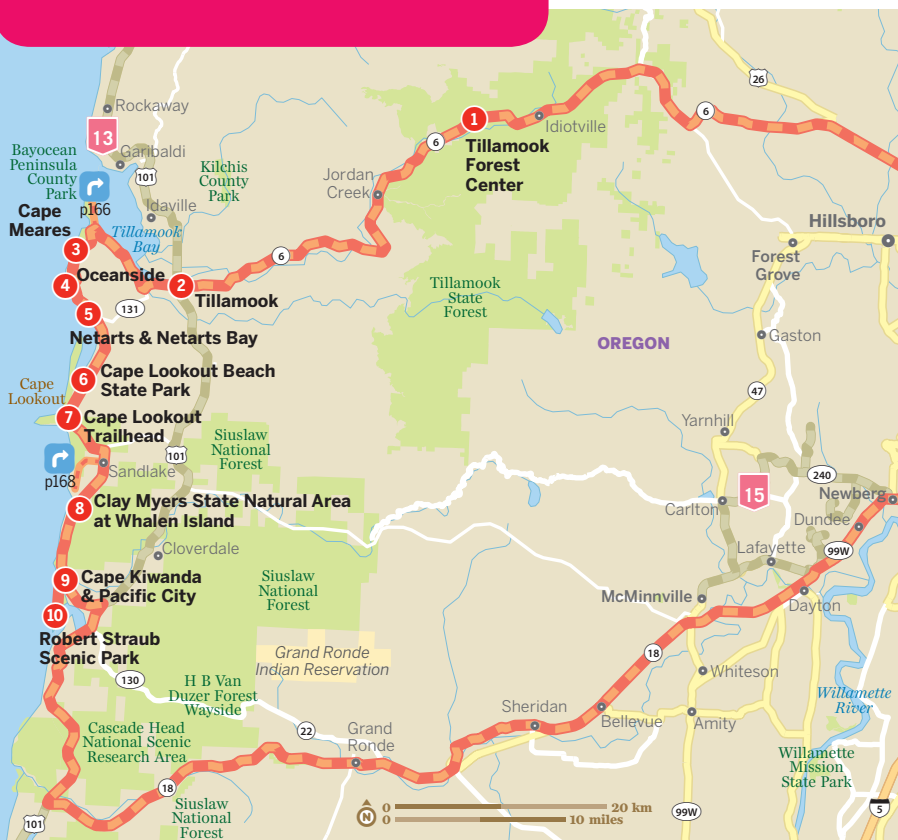 26
Rockaway
13
Garibaldi
101
Bayocean
Peninsula
County
Park
p166
Kilchis
County
Park
Idaville
Tillamook
Bay
Cape
Meares
3
4
Oceanside
2
Tillamook
131
5
Netarts & Netarts Bay
6
Cape Lookout Beach
State Park
Cape
Lookout
7
Cape Lookout
Trailhead
p168
Sandlake
101
Siuslaw
National
Forest
8
Clay Myers State Natural Area
at Whalen Island
Cloverdale
9
Cape Kiwanda
& Pacific City
10
Robert Straub
Scenic Park
130
1
Tillamook
Forest
Center
Idiotville
6
6
6
Jordan
Creek
Tillamook
State
Forest
OREGON
Hillsboro
Forest
Grove
Gaston
47
Yarnhill
240
15
Carlton
Newberg
Dundee
99W
Lafayette
McMinnville
Dayton
18
Whiteson
Siuslaw
National
Forest
Grand Ronde
Indian Reservation
H B Van
Duzer Forest
Wayside
22
Grand
Ronde
Sheridan
Bellevue
Amity
Willamette
River
Willamette
Mission
State Park
Cascade Head
National Scenic
Research Area
18
Siuslaw
National
Forest
101
N
0 20 km
0 10 miles
99W
5